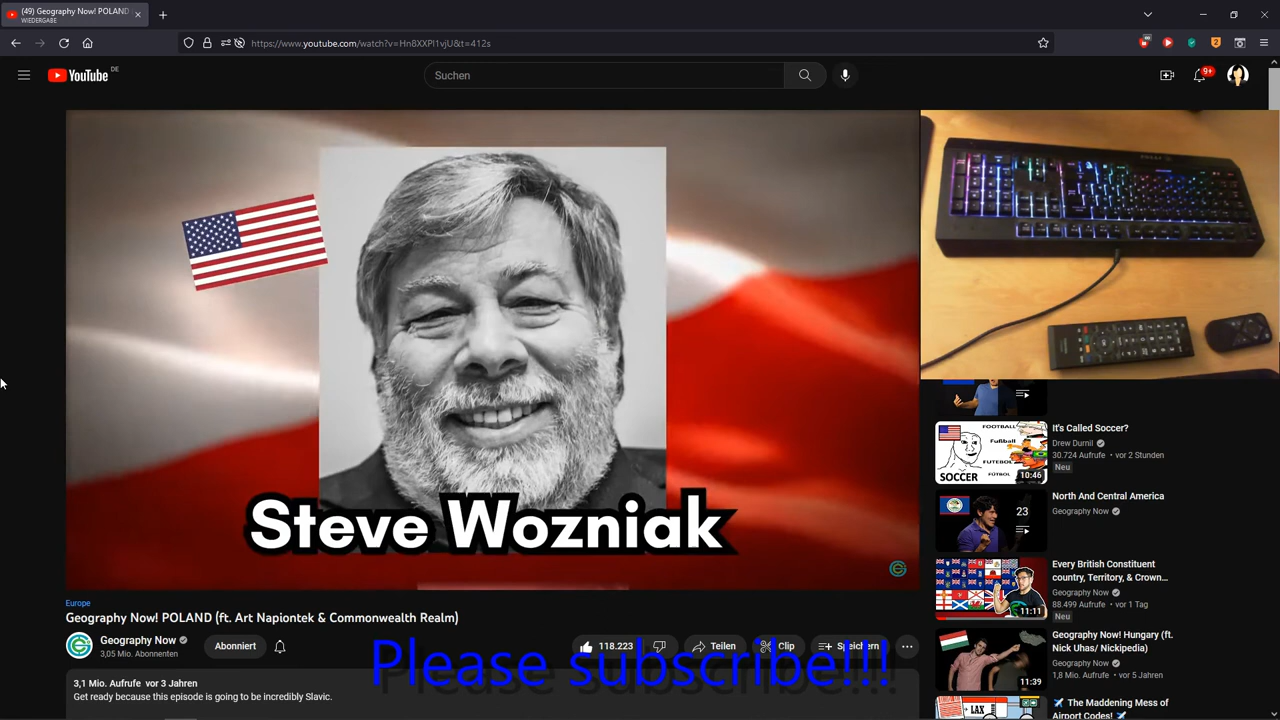 (49) Geography Now! POLAND
WIEDERGABE
https://www.youtube.com/watch?v=Hn8XXPl1vjU&t=412s
YouTube DE
Suchen
9+
2
Steve Wozniak
FOOTBALL
Fußball
FUTEBOL
FÚTBOL
SOCCER
10:46
It's Called Soccer?
Drew Durnil
30.724 Aufrufe • vor 2 Stunden
Neu
23
North And Central America
Geography Now
11:11
Every British Constituent
country, Territory, & Crown...
Geography Now
88.499 Aufrufe • vor 1 Tag
Neu
11:39
Geography Now! Hungary (ft.
Nick Uhas/ Nickipedia)
Geography Now
1,8 Mio. Aufrufe • vor 5 Jahren
LAX
✈️ The Maddening Mess of
Airport Codes! ✈️
Europe
Geography Now! POLAND (ft. Art Napiontek & Commonwealth Realm)
Geography Now
3,05 Mio. Abonnenten
Abonniert
118.223
Teilen
Clip
Speichern
Please subscribe!!!
3,1 Mio. Aufrufe vor 3 Jahren
Get ready because this episode is going to be incredibly Slavic.